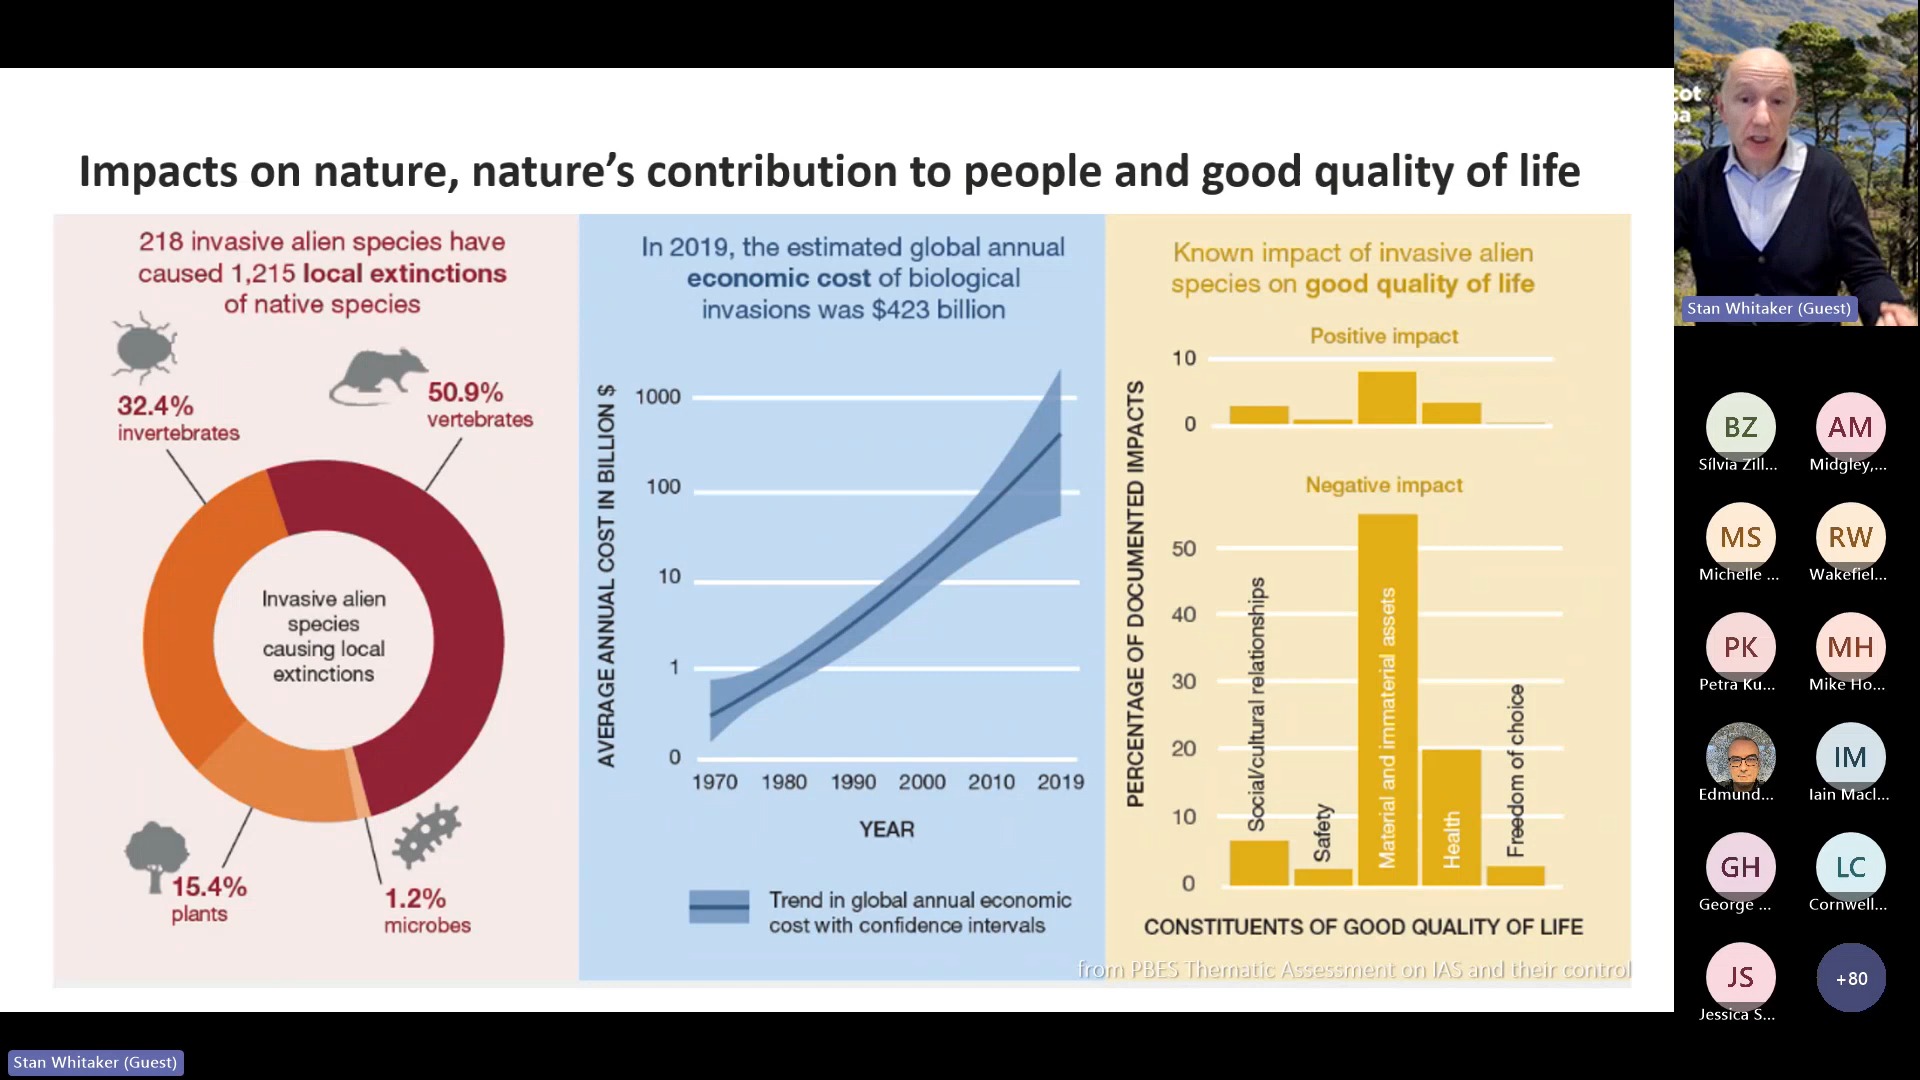 Impacts on nature, nature’s contribution to people and good quality of life
218 invasive alien species have
caused 1,215 local extinctions
of native species
32.4%
invertebrates
50.9%
vertebrates
Invasive alien
species
causing local
extinctions
15.4%
plants
1.2%
microbes
In 2019, the estimated global annual
economic cost of biological
invasions was $423 billion
AVERAGE ANNUAL COST IN BILLION $
1000
100
10
1
0
1970 1980 1990 2000 2010 2019
YEAR
Trend in global annual economic
cost with confidence intervals
Known impact of invasive alien
species on good quality of life
PERCENTAGE OF DOCUMENTED IMPACTS
Positive impact
10
0
Negative impact
50
40
30
20
10
0
Social/cultural relationships
Safety
Material and immaterial assets
Health
Freedom of choice
CONSTITUENTS OF GOOD QUALITY OF LIFE
from PBES Thematic Assessment on IAS and their control
cot
Stan Whitaker (Guest)
BZ
Sílvia Zill...
AM
Midgley,...
MS
Michelle ...
RW
Wakefiel...
PK
Petra Ku...
MH
Mike Ho...
Edmund...
IM
Iain Macl...
GH
George ...
LC
Cornwell...
JS
Jessica S...
+80
Stan Whitaker (Guest)